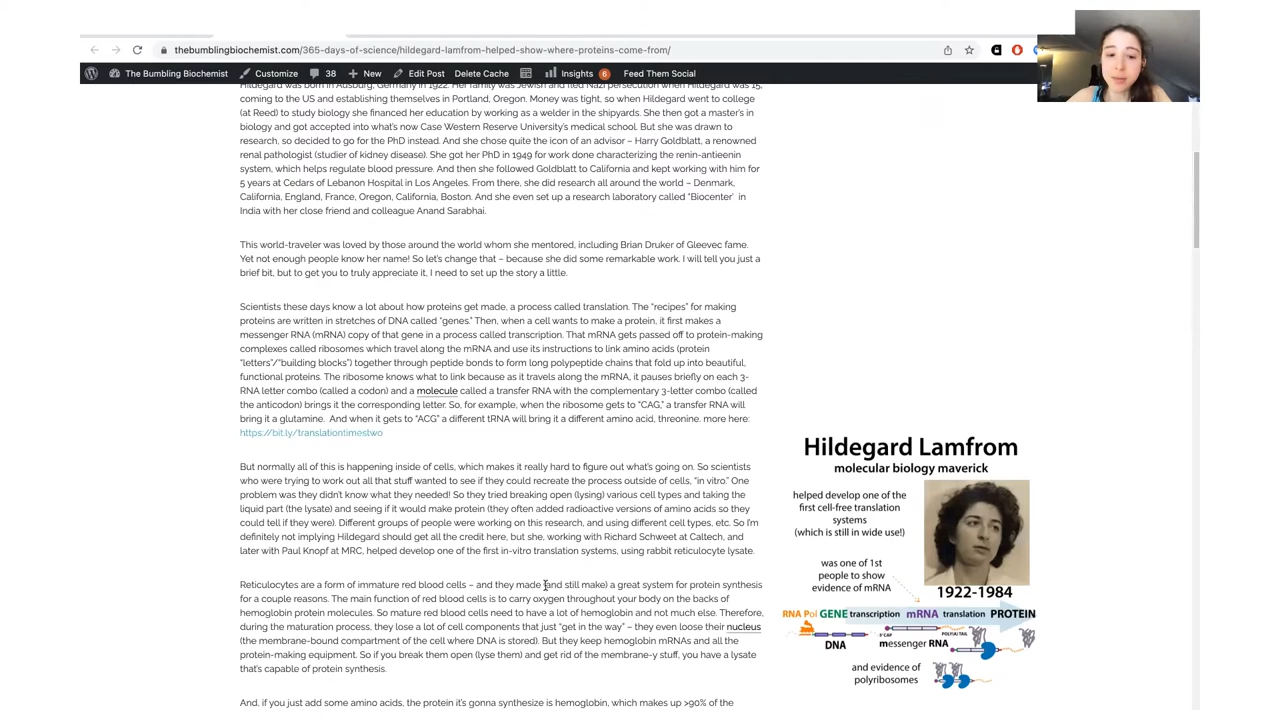 thebumblingbiochemist.com/365-days-of-science/hildegard-lamfrom-helped-show-where-proteins-come-from/
The Bumbling Biochemist Customize 38 New Edit Post Delete Cache Insights 6 Feed Them Social
Hildegard was born in Ausburg, Germany in 1922. Her family was Jewish and fled Nazi persecution when Hildegard was 15,
coming to the US and establishing themselves in Portland, Oregon. Money was tight, so when Hildegard went to college
(at Reed) to study biology she financed her education by working as a welder in the shipyards. She then got a master's in
biology and got accepted into what's now Case Western Reserve University's medical school. But she was drawn to
research, so decided to go for the PhD instead. And she chose quite the icon of an advisor – Harry Goldblatt, a renowned
renal pathologist (studier of kidney disease). She got her PhD in 1949 for work done characterizing the renin-antieenin
system, which helps regulate blood pressure. And then she followed Goldblatt to California and kept working with him for
5 years at Cedars of Lebanon Hospital in Los Angeles. From there, she did research all around the world – Denmark,
California, England, France, Oregon, California, Boston. And she even set up a research laboratory called "Biocenter' in
India with her close friend and colleague Anand Sarabhai.
This world-traveler was loved by those around the world whom she mentored, including Brian Druker of Gleevec fame.
Yet not enough people know her name! So let's change that – because she did some remarkable work. I will tell you just a
brief bit, but to get you to truly appreciate it, I need to set up the story a little.
Scientists these days know a lot about how proteins get made, a process called translation. The "recipes" for making
proteins are written in stretches of DNA called "genes." Then, when a cell wants to make a protein, it first makes a
messenger RNA (mRNA) copy of that gene in a process called transcription. That mRNA gets passed off to protein-making
complexes called ribosomes which travel along the mRNA and use its instructions to link amino acids (protein
"letters"/"building blocks") together through peptide bonds to form long polypeptide chains that fold up into beautiful,
functional proteins. The ribosome knows what to link because as it travels along the mRNA, it pauses briefly on each 3-
RNA letter combo (called a codon) and a molecule called a transfer RNA with the complementary 3-letter combo (called
the anticodon) brings it the corresponding letter. So, for example, when the ribosome gets to "CAG," a transfer RNA will
bring it a glutamine. And when it gets to "ACG" a different tRNA will bring it a different amino acid, threonine. more here:
https://bit.ly/translationtimestwo
But normally all of this is happening inside of cells, which makes it really hard to figure out what's going on. So scientists
who were trying to work out all that stuff wanted to see if they could recreate the process outside of cells, "in vitro." One
problem was they didn't know what they needed! So they tried breaking open (lysing) various cell types and taking the
liquid part (the lysate) and seeing if it would make protein (they often added radioactive versions of amino acids so they
could tell if they were). Different groups of people were working on this research, and using different cell types, etc. So I'm
definitely not implying Hildegard should get all the credit here, but she, working with Richard Schweet at Caltech, and
later with Paul Knopf at MRC, helped develop one of the first in-vitro translation systems, using rabbit reticulocyte lysate.
Reticulocytes are a form of immature red blood cells – and they made (and still make) a great system for protein synthesis
for a couple reasons. The main function of red blood cells is to carry oxygen throughout your body on the backs of
hemoglobin protein molecules. So mature red blood cells need to have a lot of hemoglobin and not much else. Therefore,
during the maturation process, they lose a lot of cell components that just "get in the way" – they even loose their nucleus
(the membrane-bound compartment of the cell where DNA is stored). But they keep hemoglobin mRNAs and all the
protein-making equipment. So if you break them open (lyse them) and get rid of the membrane-y stuff, you have a lysate
that's capable of protein synthesis.
And, if you just add some amino acids, the protein it's gonna synthesize is hemoglobin, which makes up >90% of the
Hildegard Lamfrom
molecular biology maverick
helped develop one of the
first cell-free translation
systems
(which is still in wide use!)
was one of 1st
people to show
evidence of mRNA
1922-1984
RNA Pol GENE transcription mRNA translation PROTEIN
5' CAP POLY(A) TAIL
DNA messenger RNA
and evidence of
polyribosomes